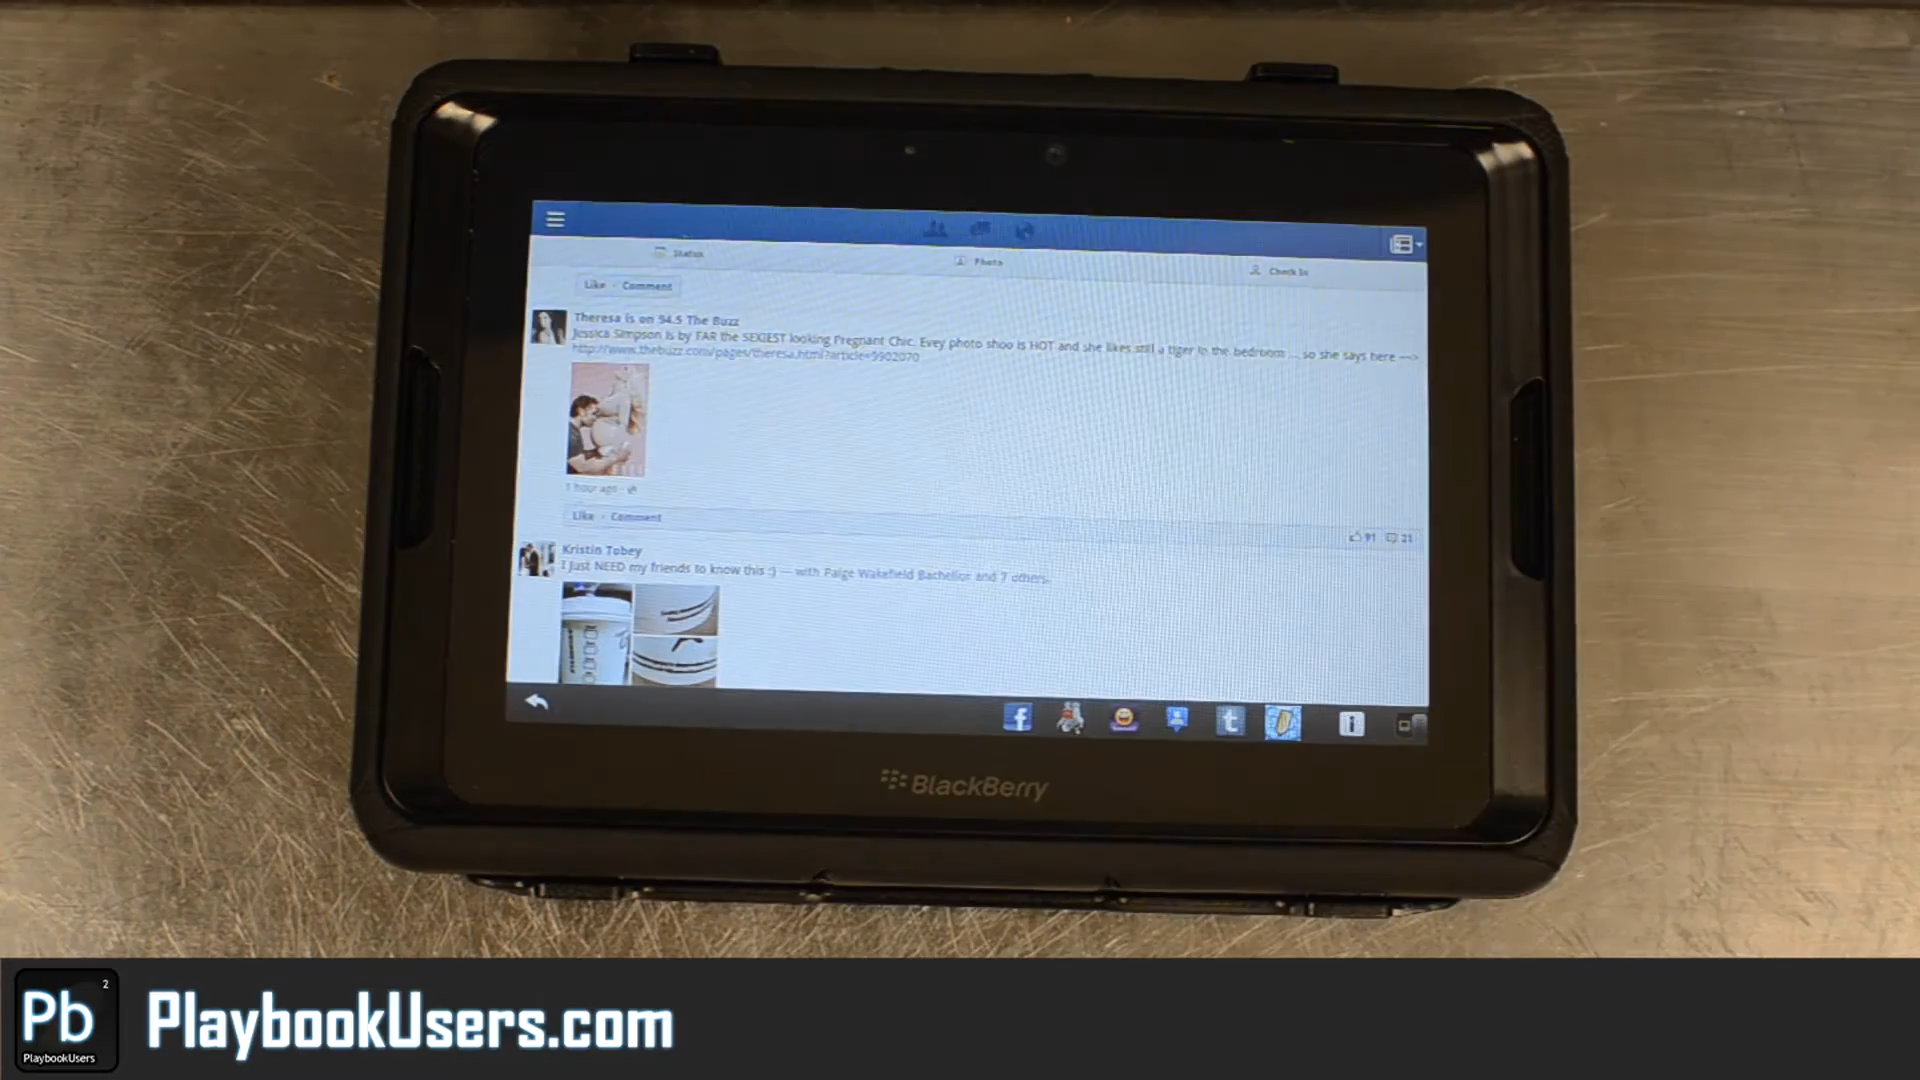 Status
Photo
Check In
Like · Comment
Theresa is on 94.5 The Buzz
Jessica Simpson is by FAR the SEXIEST looking Pregnant Chic. Evey photo shoo is HOT and she likes still a tiger in the bedroom ... so she says here --->
http://www.thebuzz.com/pages/theresa.html?article=9902070
1 hour ago ·
Like · Comment
91 21
Kristin Tobey
I Just NEED my friends to know this :) — with Paige Wakefield Bachellor and 7 others.
f
t
i
BlackBerry
Pb 2
PlaybookUsers
PlaybookUsers.com